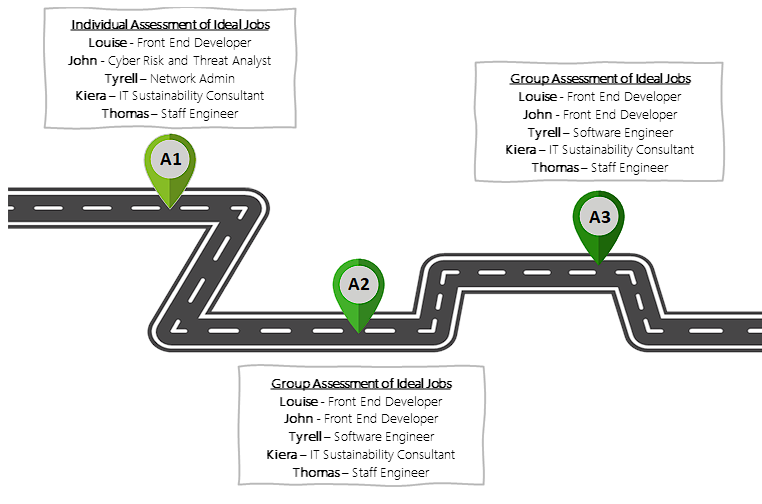 Individual Assessment of Ideal Jobs
Louise - Front End Developer
John - Cyber Risk and Threat Analyst
Tyrell – Network Admin
Kiera – IT Sustainability Consultant
Thomas – Staff Engineer
A1
Group Assessment of Ideal Jobs
Louise - Front End Developer
John - Front End Developer
Tyrell – Software Engineer
Kiera – IT Sustainability Consultant
Thomas – Staff Engineer
A3
A2
Group Assessment of Ideal Jobs
Louise - Front End Developer
John - Front End Developer
Tyrell – Software Engineer
Kiera – IT Sustainability Consultant
Thomas – Staff Engineer